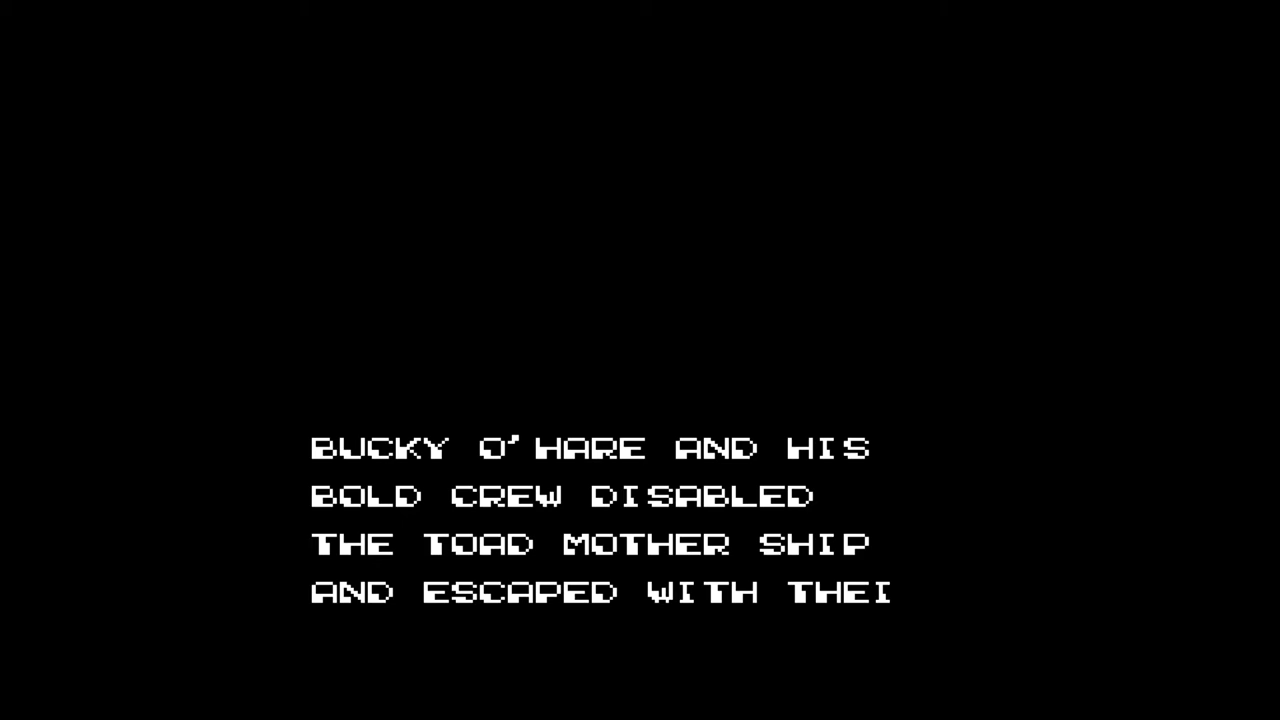 BUCKY O'HARE AND HIS
BOLD CREW DISABLED
THE TOAD MOTHER SHIP
AND ESCAPED WITH THEI